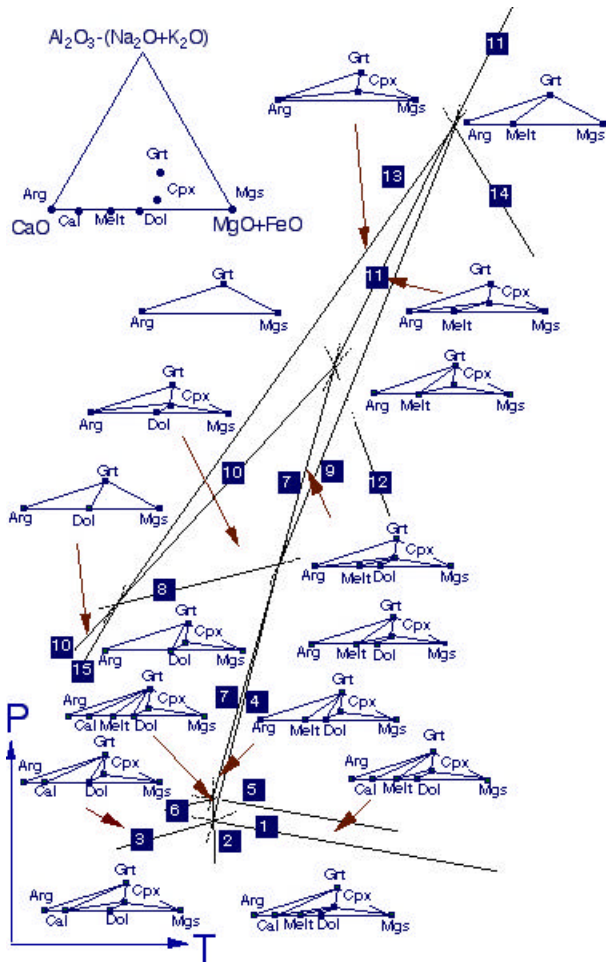 Al₂O₃-(Na₂O+K₂O)
Grt
Cpx
Arg
Mgs
CaO
Cal
Melt
Dol
MgO+FeO
Grt
Cpx
Arg
Mgs
11
Grt
Arg
Melt
Mgs
13
14
Grt
Arg
Mgs
11
Grt
Cpx
Arg
Melt
Mgs
Grt
Cpx
Arg
Melt
Mgs
Grt
Cpx
Arg
Dol
Mgs
10
7
9
12
Grt
Arg
Dol
Mgs
Grt
Cpx
Arg
Melt
Dol
Mgs
8
10
15
Grt
Cpx
Arg
Dol
Mgs
Grt
Cpx
Arg
Melt
Dol
Mgs
Grt
Arg
Cpx
Cal
Melt
Dol
Mgs
7
4
Grt
Cpx
Arg
Melt
Dol
Mgs
P
Grt
Arg
Cpx
Cal
Dol
Mgs
6
5
3
2
1
Grt
Arg
Cpx
Cal
Melt
Dol
Mgs
Grt
Arg
Cpx
Cal
Dol
Mgs
Grt
Arg
Cpx
Cal
Melt
Dol
Mgs
T